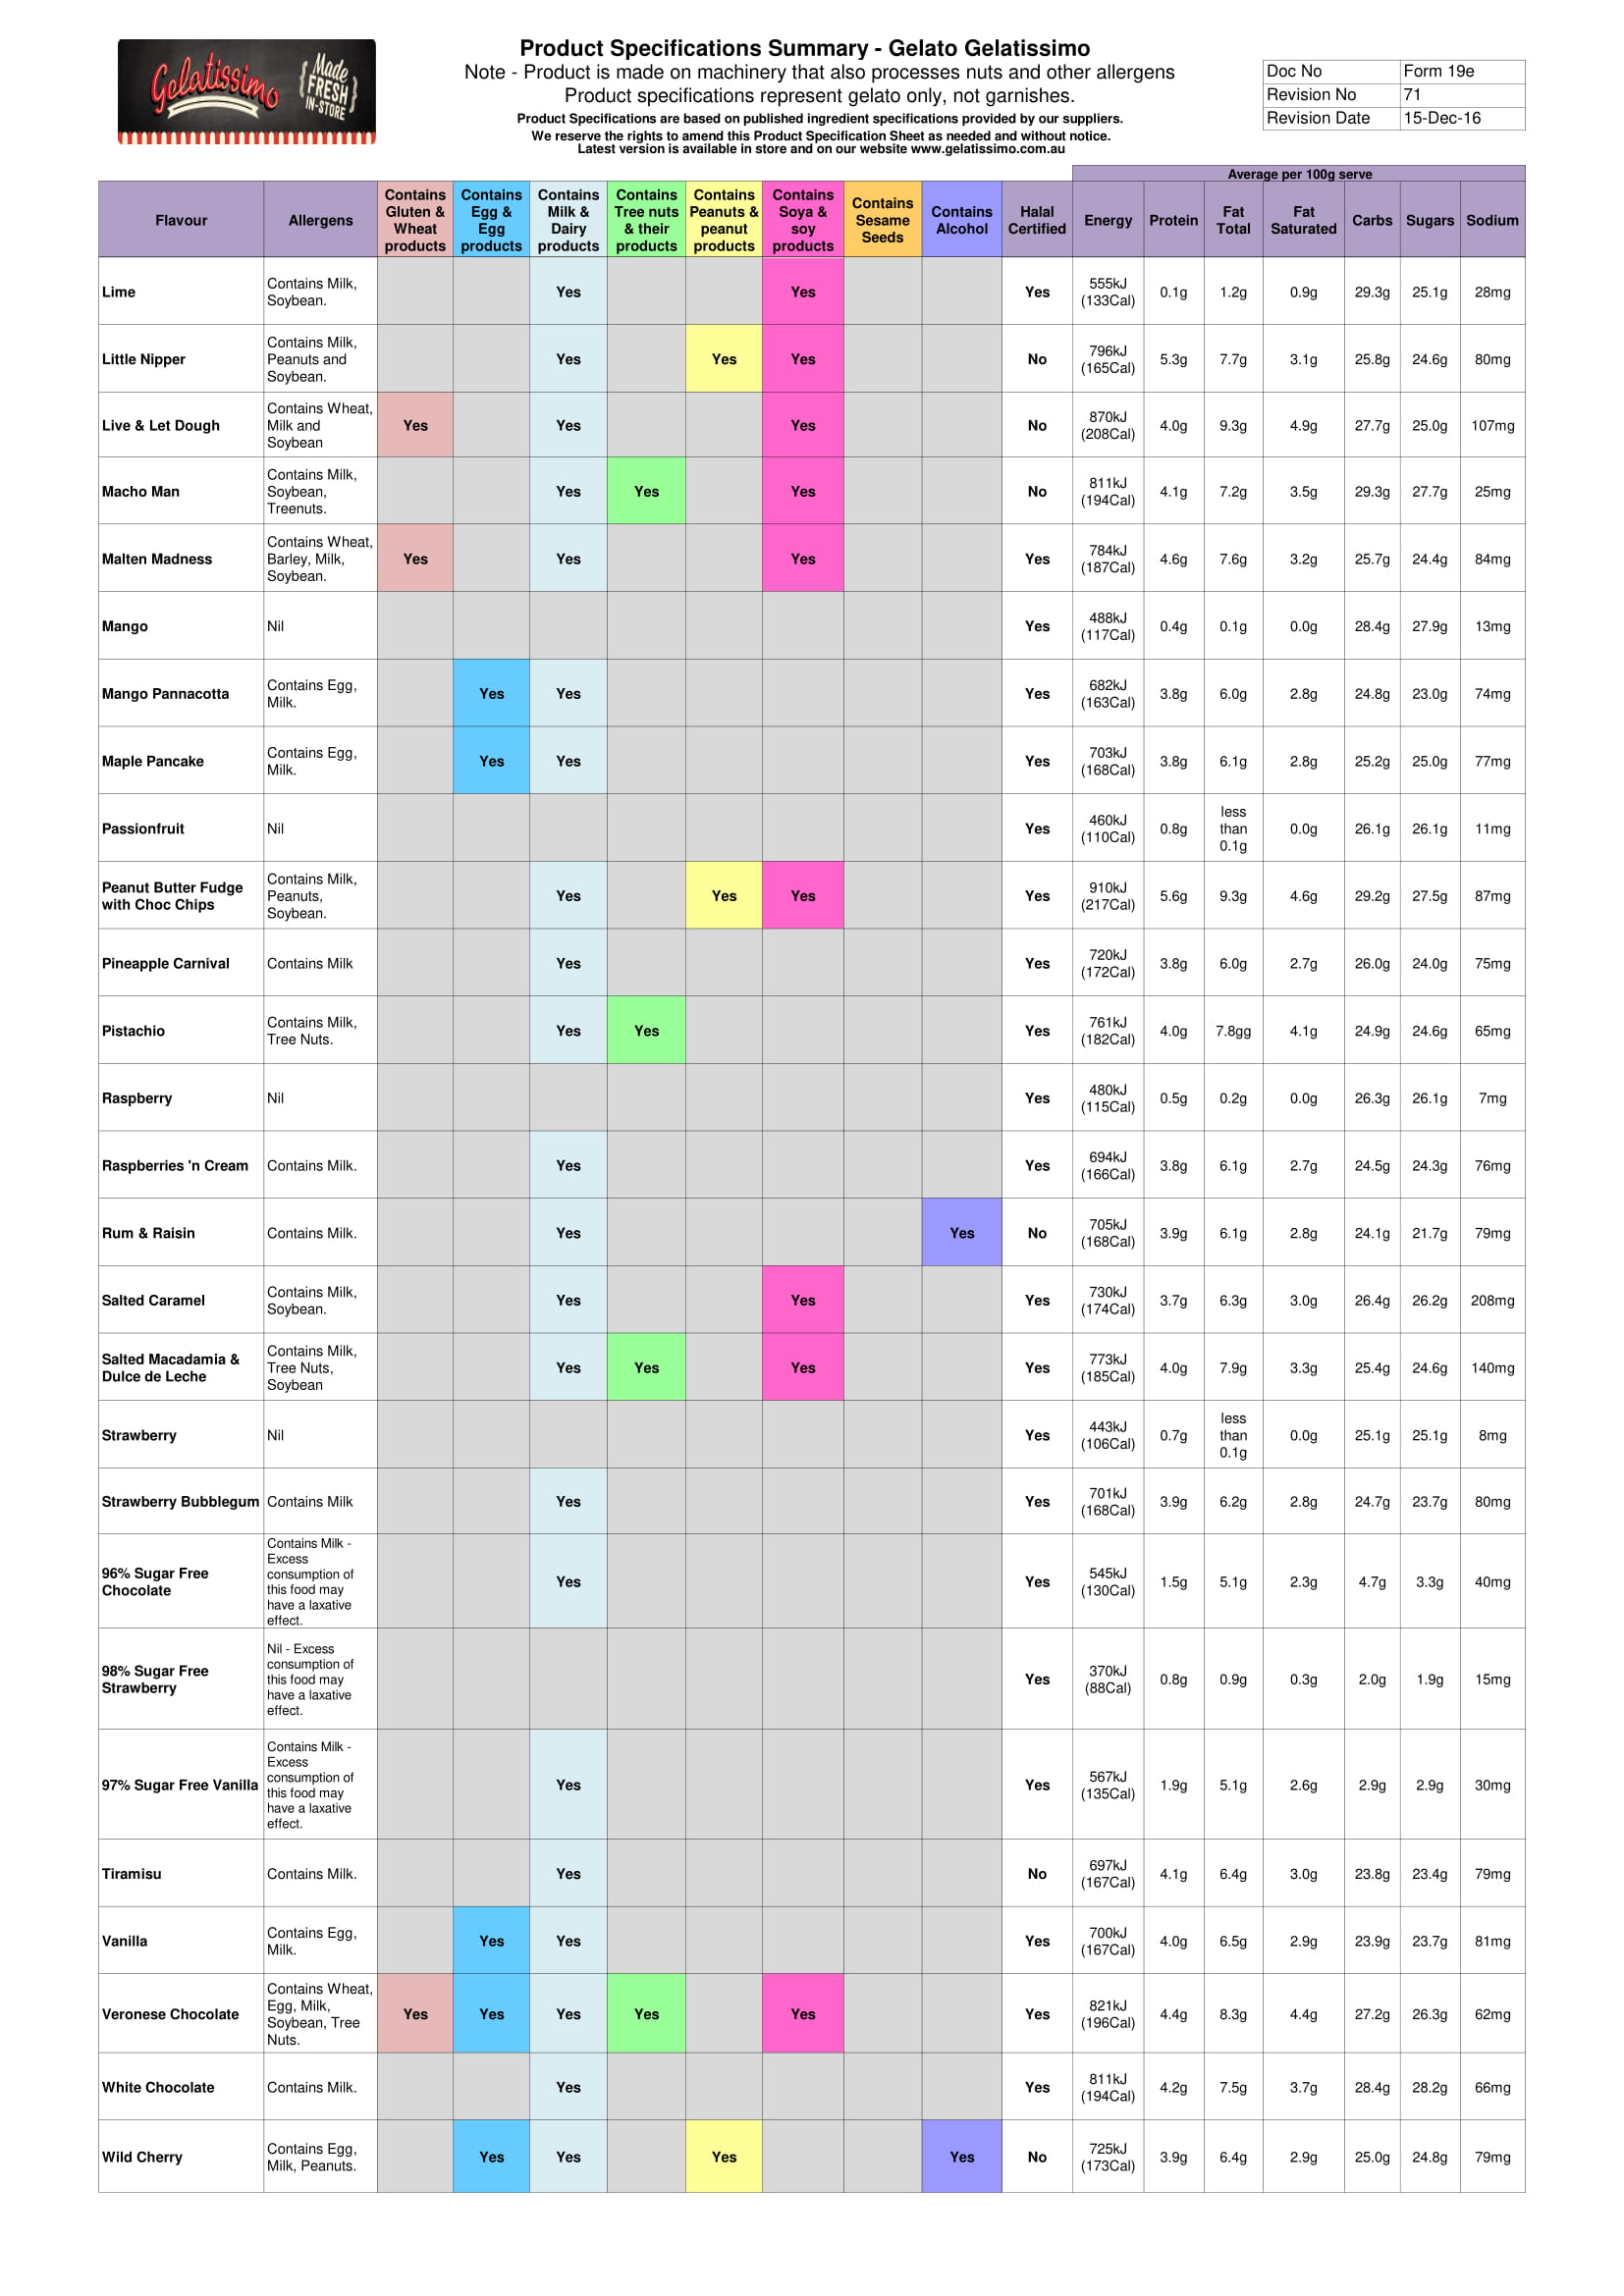 Gelatissimo
Made
FRESH
IN-STORE
Product Specifications Summary - Gelato Gelatissimo
Note - Product is made on machinery that also processes nuts and other allergens
Product specifications represent gelato only, not garnishes.
Product Specifications are based on published ingredient specifications provided by our suppliers.
We reserve the rights to amend this Product Specification Sheet as needed and without notice.
Latest version is available in store and on our website www.gelatissimo.com.au
Doc No Form 19e
Revision No 71
Revision Date 15-Dec-16
Average per 100g serve
Flavour Allergens Contains Gluten & Wheat products Contains Egg & Egg products Contains Milk & Dairy products Contains Tree nuts & their products Contains Peanuts & peanut products Contains Soya & soy products Contains Sesame Seeds Contains Alcohol Halal Certified Energy Protein Fat Total Fat Saturated Carbs Sugars Sodium
Lime Contains Milk, Soybean. Yes Yes Yes 555kJ (133Cal) 0.1g 1.2g 0.9g 29.3g 25.1g 28mg
Little Nipper Contains Milk, Peanuts and Soybean. Yes Yes Yes No 796kJ (165Cal) 5.3g 7.7g 3.1g 25.8g 24.6g 80mg
Live & Let Dough Contains Wheat, Milk and Soybean Yes Yes Yes No 870kJ (208Cal) 4.0g 9.3g 4.9g 27.7g 25.0g 107mg
Macho Man Contains Milk, Soybean, Treenuts. Yes Yes Yes No 811kJ (194Cal) 4.1g 7.2g 3.5g 29.3g 27.7g 25mg
Malten Madness Contains Wheat, Barley, Milk, Soybean. Yes Yes Yes Yes 784kJ (187Cal) 4.6g 7.6g 3.2g 25.7g 24.4g 84mg
Mango Nil Yes 488kJ (117Cal) 0.4g 0.1g 0.0g 28.4g 27.9g 13mg
Mango Pannacotta Contains Egg, Milk. Yes Yes Yes 682kJ (163Cal) 3.8g 6.0g 2.8g 24.8g 23.0g 74mg
Maple Pancake Contains Egg, Milk. Yes Yes Yes 703kJ (168Cal) 3.8g 6.1g 2.8g 25.2g 25.0g 77mg
Passionfruit Nil Yes 460kJ (110Cal) 0.8g less than 0.1g 0.0g 26.1g 26.1g 11mg
Peanut Butter Fudge with Choc Chips Contains Milk, Peanuts, Soybean. Yes Yes Yes Yes 910kJ (217Cal) 5.6g 9.3g 4.6g 29.2g 27.5g 87mg
Pineapple Carnival Contains Milk Yes Yes 720kJ (172Cal) 3.8g 6.0g 2.7g 26.0g 24.0g 75mg
Pistachio Contains Milk, Tree Nuts. Yes Yes Yes 761kJ (182Cal) 4.0g 7.8gg 4.1g 24.9g 24.6g 65mg
Raspberry Nil Yes 480kJ (115Cal) 0.5g 0.2g 0.0g 26.3g 26.1g 7mg
Raspberries 'n Cream Contains Milk. Yes Yes 694kJ (166Cal) 3.8g 6.1g 2.7g 24.5g 24.3g 76mg
Rum & Raisin Contains Milk. Yes Yes No 705kJ (168Cal) 3.9g 6.1g 2.8g 24.1g 21.7g 79mg
Salted Caramel Contains Milk, Soybean. Yes Yes Yes 730kJ (174Cal) 3.7g 6.3g 3.0g 26.4g 26.2g 208mg
Salted Macadamia & Dulce de Leche Contains Milk, Tree Nuts, Soybean Yes Yes Yes Yes 773kJ (185Cal) 4.0g 7.9g 3.3g 25.4g 24.6g 140mg
Strawberry Nil Yes 443kJ (106Cal) 0.7g less than 0.1g 0.0g 25.1g 25.1g 8mg
Strawberry Bubblegum Contains Milk Yes Yes 701kJ (168Cal) 3.9g 6.2g 2.8g 24.7g 23.7g 80mg
96% Sugar Free Chocolate Contains Milk - Excess consumption of this food may have a laxative effect. Yes Yes 545kJ (130Cal) 1.5g 5.1g 2.3g 4.7g 3.3g 40mg
98% Sugar Free Strawberry Nil - Excess consumption of this food may have a laxative effect. Yes 370kJ (88Cal) 0.8g 0.9g 0.3g 2.0g 1.9g 15mg
97% Sugar Free Vanilla Contains Milk - Excess consumption of this food may have a laxative effect. Yes Yes 567kJ (135Cal) 1.9g 5.1g 2.6g 2.9g 2.9g 30mg
Tiramisu Contains Milk. Yes No 697kJ (167Cal) 4.1g 6.4g 3.0g 23.8g 23.4g 79mg
Vanilla Contains Egg, Milk. Yes Yes Yes 700kJ (167Cal) 4.0g 6.5g 2.9g 23.9g 23.7g 81mg
Veronese Chocolate Contains Wheat, Egg, Milk, Soybean, Tree Nuts. Yes Yes Yes Yes Yes Yes 821kJ (196Cal) 4.4g 8.3g 4.4g 27.2g 26.3g 62mg
White Chocolate Contains Milk. Yes Yes 811kJ (194Cal) 4.2g 7.5g 3.7g 28.4g 28.2g 66mg
Wild Cherry Contains Egg, Milk, Peanuts. Yes Yes Yes Yes No 725kJ (173Cal) 3.9g 6.4g 2.9g 25.0g 24.8g 79mg